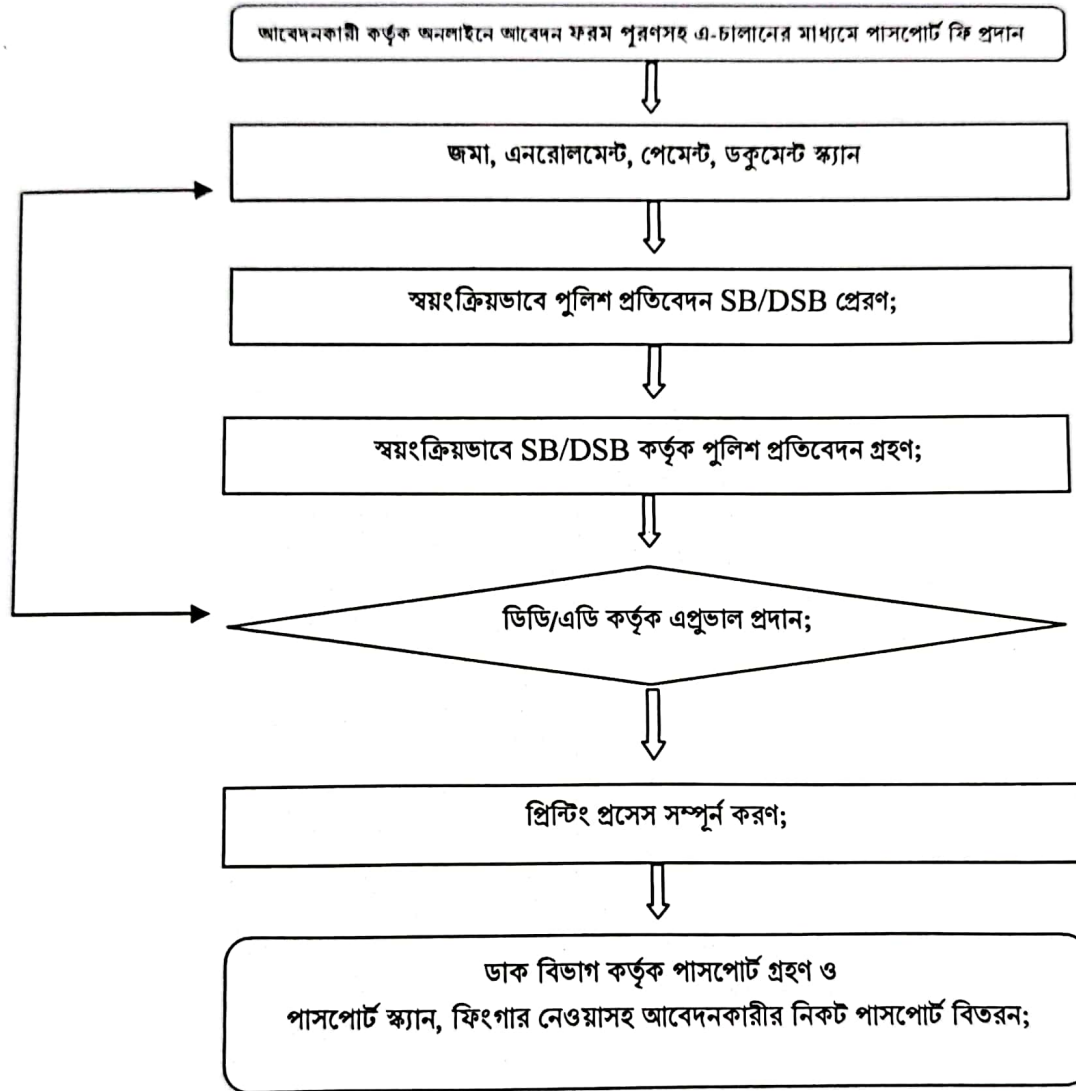 আবেদনকারী কর্তৃক অনলাইনে আবেদন ফরম পূরণসহ এ-চালানের মাধ্যমে পাসপোর্ট ফি প্রদান
জমা, এনরোলমেন্ট, পেমেন্ট, ডকুমেন্ট স্ক্যান
স্বয়ংক্রিয়ভাবে পুলিশ প্রতিবেদন SB/DSB প্রেরণ;
স্বয়ংক্রিয়ভাবে SB/DSB কর্তৃক পুলিশ প্রতিবেদন গ্রহণ;
ডিডি/এডি কর্তৃক এপ্রুভাল প্রদান;
প্রিন্টিং প্রসেস সম্পূর্ন করণ;
ডাক বিভাগ কর্তৃক পাসপোর্ট গ্রহণ ও
পাসপোর্ট স্ক্যান, ফিংগার নেওয়াসহ আবেদনকারীর নিকট পাসপোর্ট বিতরন;